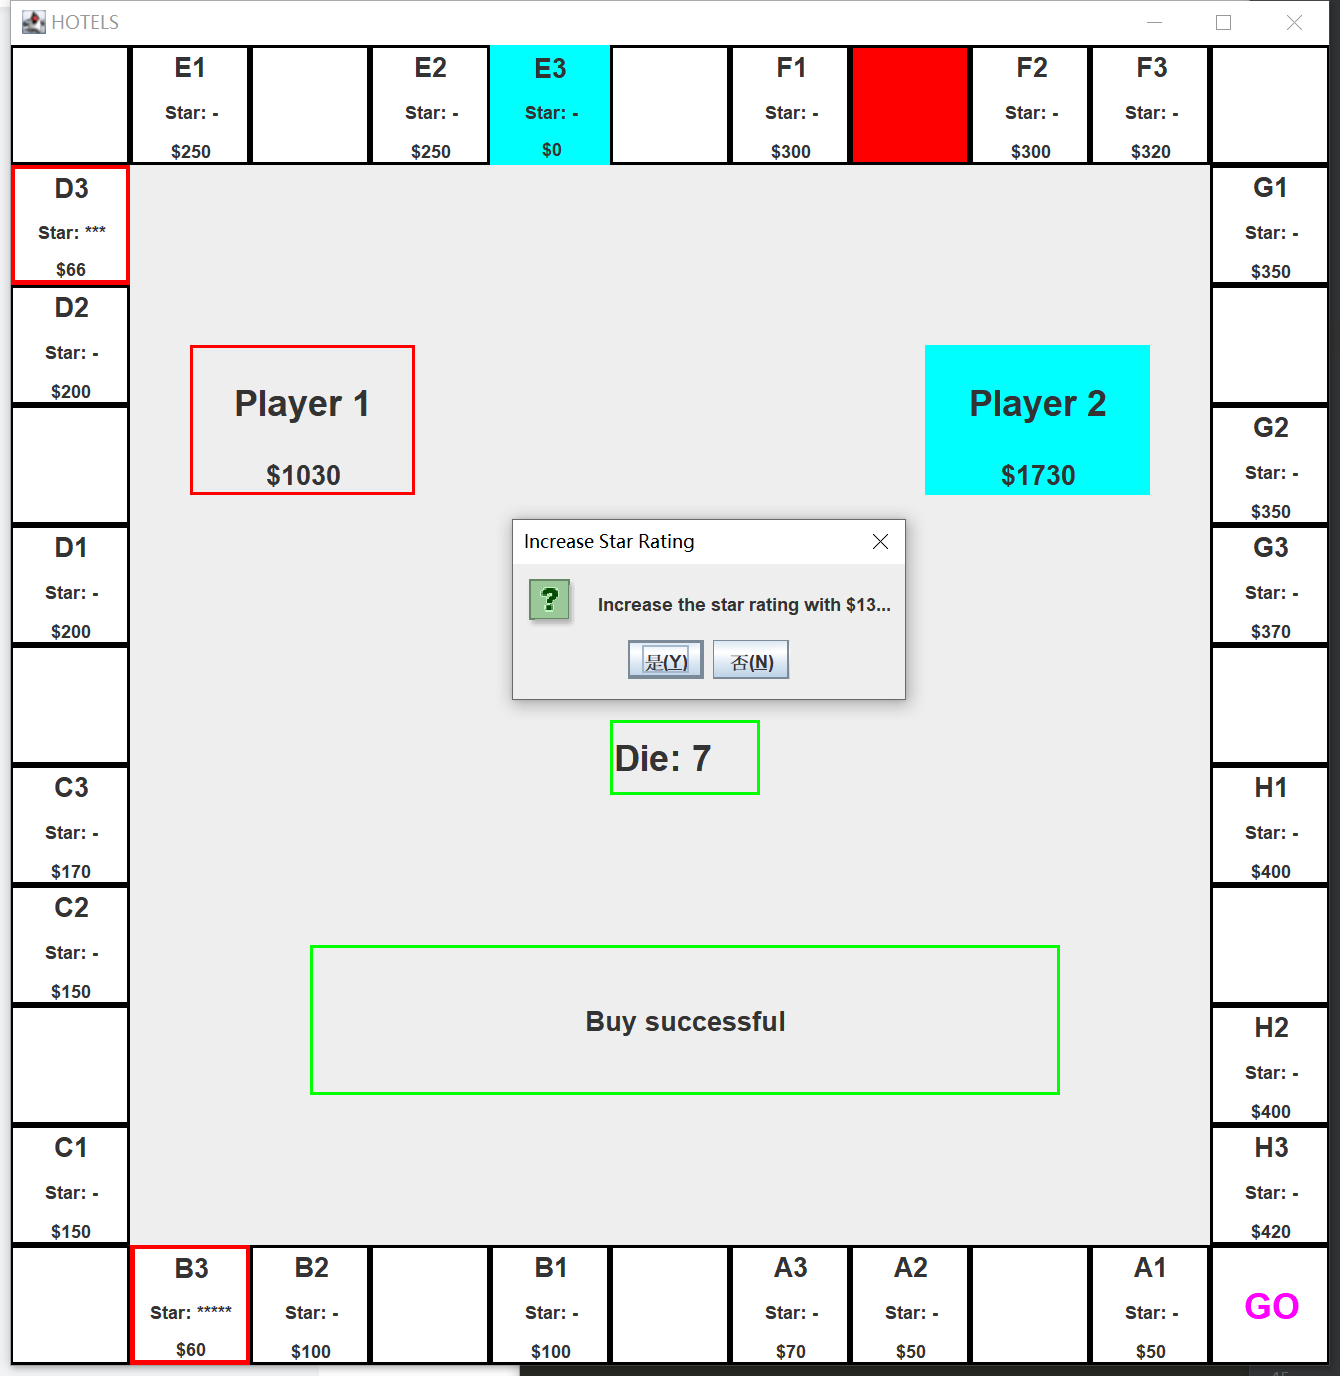 HOTELS
E1
Star: -
$250
E2
Star: -
$250
E3
Star: -
$0
F1
Star: -
$300
F2
Star: -
$300
F3
Star: -
$320
D3
Star: ***
$66
G1
Star: -
$350
D2
Star: -
$200
Player 1
$1030
Player 2
$1730
G2
Star: -
$350
D1
Star: -
$200
Increase Star Rating
Increase the star rating with $13...
是(Y)
否(N)
G3
Star: -
$370
Die: 7
C3
Star: -
$170
H1
Star: -
$400
C2
Star: -
$150
Buy successful
H2
Star: -
$400
C1
Star: -
$150
H3
Star: -
$420
B3
Star: *****
$60
B2
Star: -
$100
B1
Star: -
$100
A3
Star: -
$70
A2
Star: -
$50
A1
Star: -
$50
GO